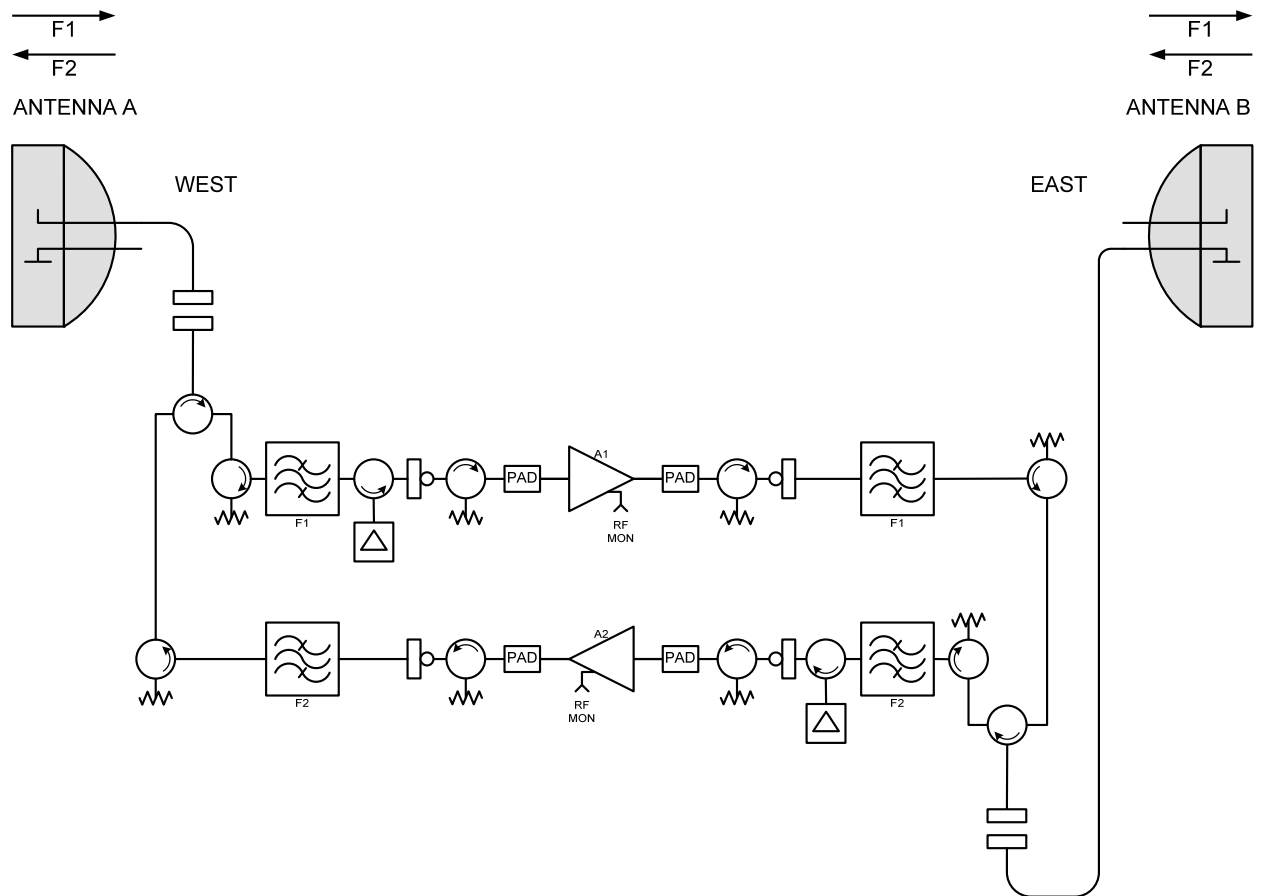 F1
F2
ANTENNA A
WEST
F1
F2
ANTENNA B
EAST
F1
PAD
A1
RF
MON
PAD
F1
F2
PAD
A2
RF
MON
PAD
F2